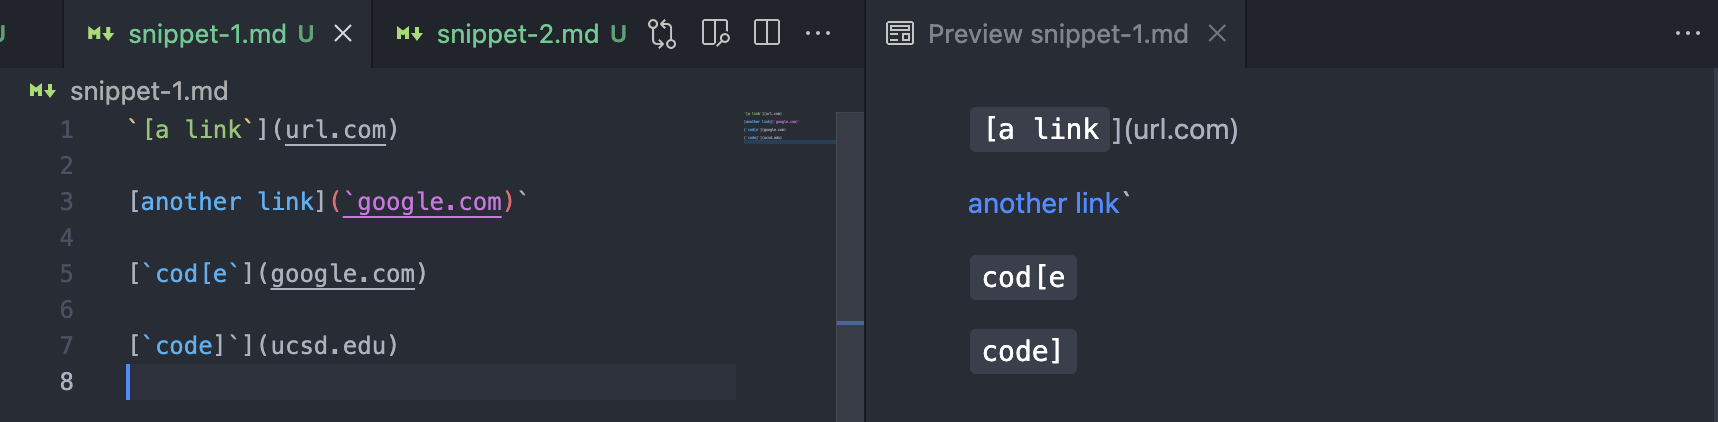 U snippet-1.md U snippet-2.md U Preview snippet-1.md
snippet-1.md
1 `[a link`](url.com)
2
3 [another link](`google.com)`
4
5 [`cod[e`](google.com)
6
7 [`code]`](ucsd.edu)
8
[a link](url.com)
another link`
cod[e
code]